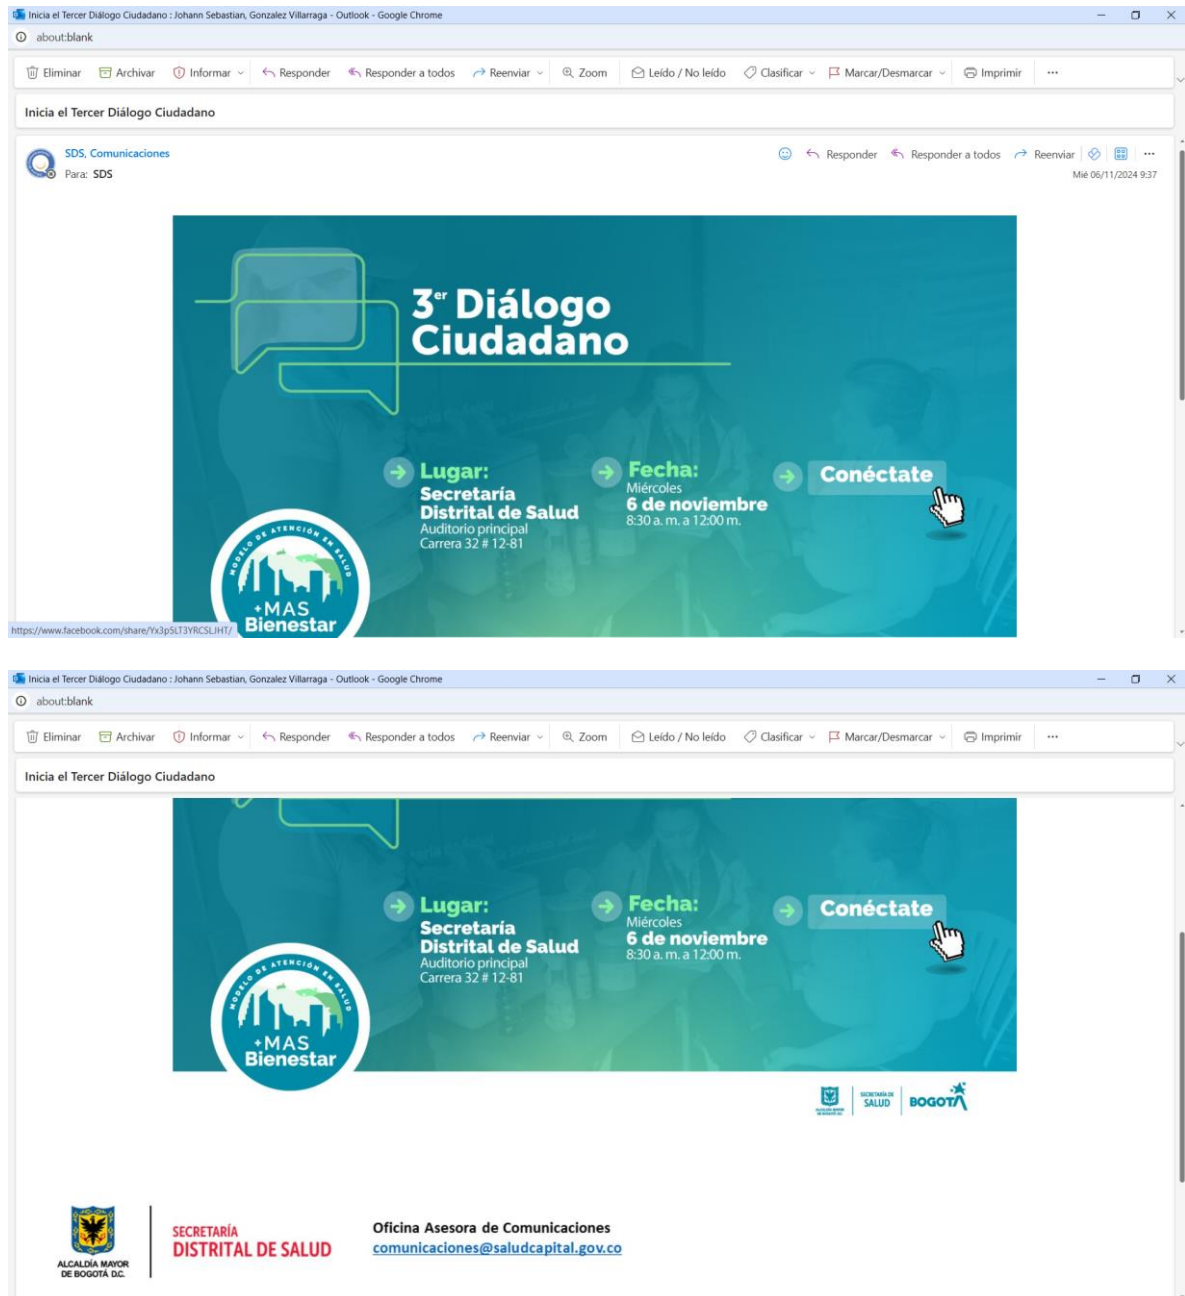 Inicia el Tercer Diálogo Ciudadano : Johann Sebastian, Gonzalez Villarraga - Outlook - Google Chrome
about:blank
Eliminar Archivar Informar Responder Responder a todos Reenviar Zoom Leído / No leído Clasificar Marcar/Desmarcar Imprimir ...
Inicia el Tercer Diálogo Ciudadano
SDS, Comunicaciones
Para: SDS
Responder Responder a todos Reenviar ...
Mié 06/11/2024 9:37
3er Diálogo
Ciudadano
Lugar:
Secretaría
Distrital de Salud
Auditorio principal
Carrera 32 # 12-81
Fecha:
Miércoles
6 de noviembre
8:30 a. m. a 12:00 m.
Conéctate
MODELO DE ATENCIÓN EN SALUD
+MAS
Bienestar
https://www.facebook.com/share/Yx3p5LT3YRCSLJHT/
Inicia el Tercer Diálogo Ciudadano : Johann Sebastian, Gonzalez Villarraga - Outlook - Google Chrome
about:blank
Eliminar Archivar Informar Responder Responder a todos Reenviar Zoom Leído / No leído Clasificar Marcar/Desmarcar Imprimir ...
Inicia el Tercer Diálogo Ciudadano
Lugar:
Secretaría
Distrital de Salud
Auditorio principal
Carrera 32 # 12-81
Fecha:
Miércoles
6 de noviembre
8:30 a. m. a 12:00 m.
Conéctate
MODELO DE ATENCIÓN EN SALUD
+MAS
Bienestar
ALCALDÍA MAYOR
DE BOGOTÁ D.C.
SECRETARÍA DE
SALUD
BOGOTÁ
ALCALDÍA MAYOR
DE BOGOTÁ D.C.
SECRETARÍA
DISTRITAL DE SALUD
Oficina Asesora de Comunicaciones
comunicaciones@saludcapital.gov.co